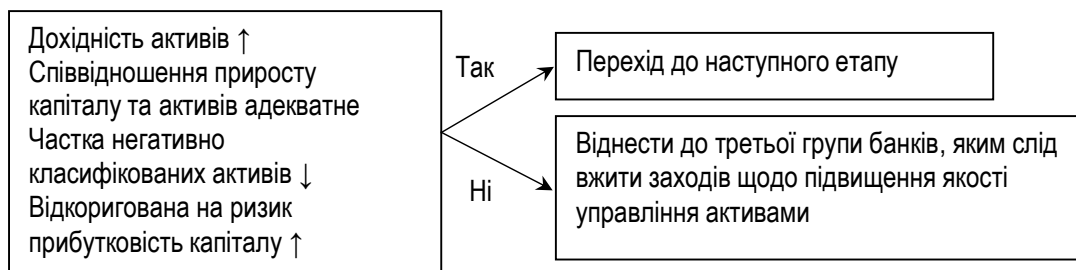 Дохідність активів ↑
Співвідношення приросту
капіталу та активів адекватне
Частка негативно
класифікованих активів ↓
Відкоригована на ризик
прибутковість капіталу ↑
Так
Ні
Перехід до наступного етапу
Віднести до третьої групи банків, яким слід
вжити заходів щодо підвищення якості
управління активами